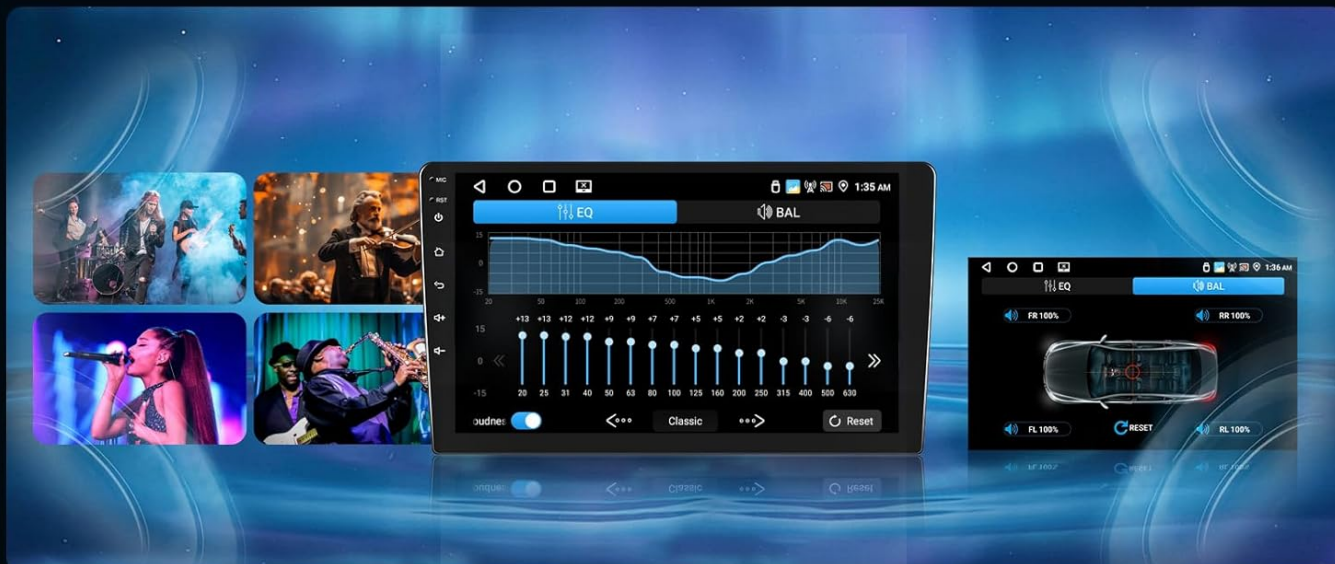 MIC
RST
1:35 AM
EQ
BAL
15
0
-15
20 50 100 200 500 1K 2K 5K 10K 25K
+13 +13 +12 +12 +9 +9 +7 +7 +5 +5 +2 +2 -3 -3 -6 -6
15
0
-15
20 25 31 40 50 63 80 100 125 160 200 250 315 400 500 630
oudnes
Classic
Reset
1:36 AM
EQ
BAL
FR 100%
RR 100%
FL 100%
RESET
RL 100%